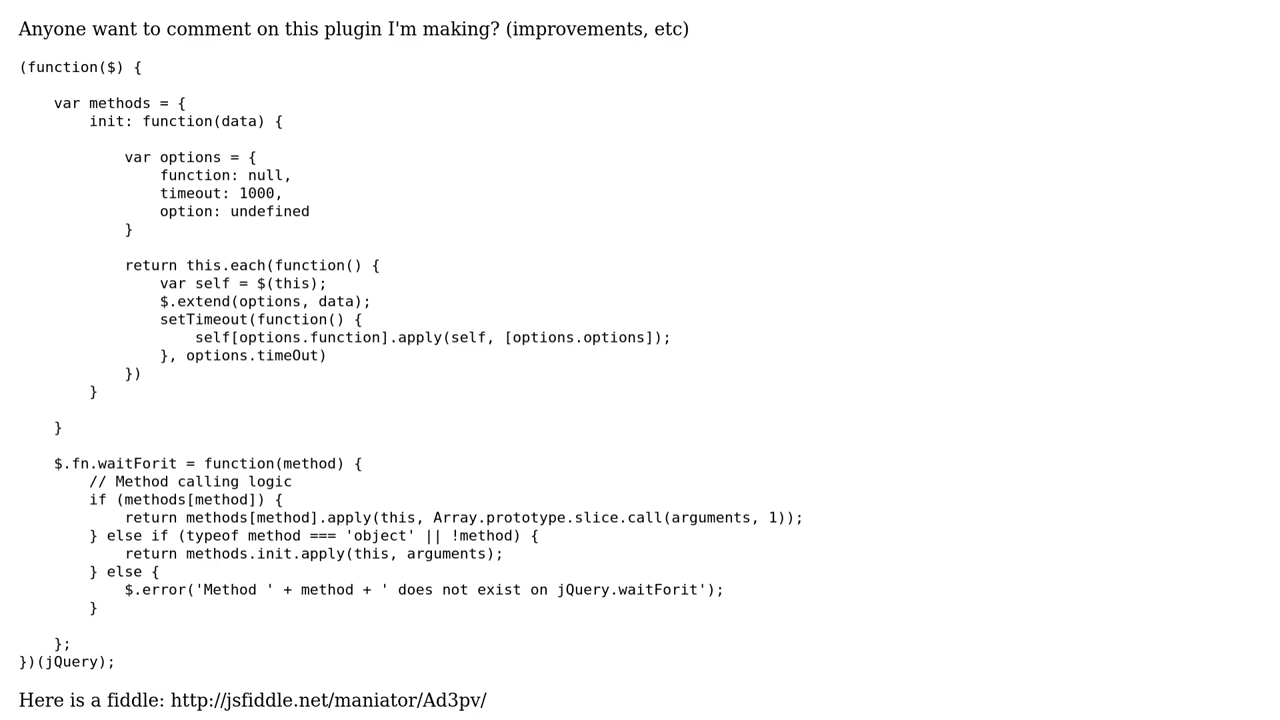 Anyone want to comment on this plugin I'm making? (improvements, etc)
(function($) {
    var methods = {
        init: function(data) {
            var options = {
                function: null,
                timeout: 1000,
                option: undefined
            }
            return this.each(function() {
                var self = $(this);
                $.extend(options, data);
                setTimeout(function() {
                    self[options.function].apply(self, [options.options]);
                }, options.timeOut)
            })
        }
    }
    $.fn.waitForit = function(method) {
        // Method calling logic
        if (methods[method]) {
            return methods[method].apply(this, Array.prototype.slice.call(arguments, 1));
        } else if (typeof method === 'object' || !method) {
            return methods.init.apply(this, arguments);
        } else {
            $.error('Method ' + method + ' does not exist on jQuery.waitForit');
        }
    };
})(jQuery);
Here is a fiddle: http://jsfiddle.net/maniator/Ad3pv/